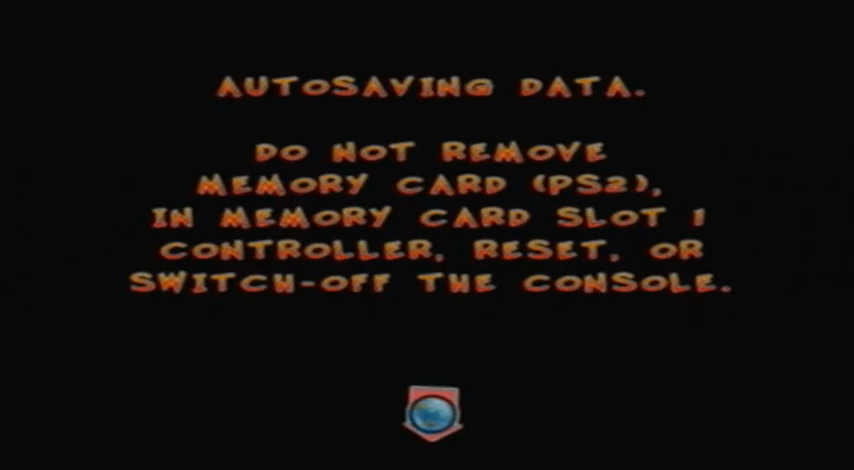 AUTOSAVING DATA.
DO NOT REMOVE
MEMORY CARD (PS2),
IN MEMORY CARD SLOT 1
CONTROLLER, RESET, OR
SWITCH-OFF THE CONSOLE.